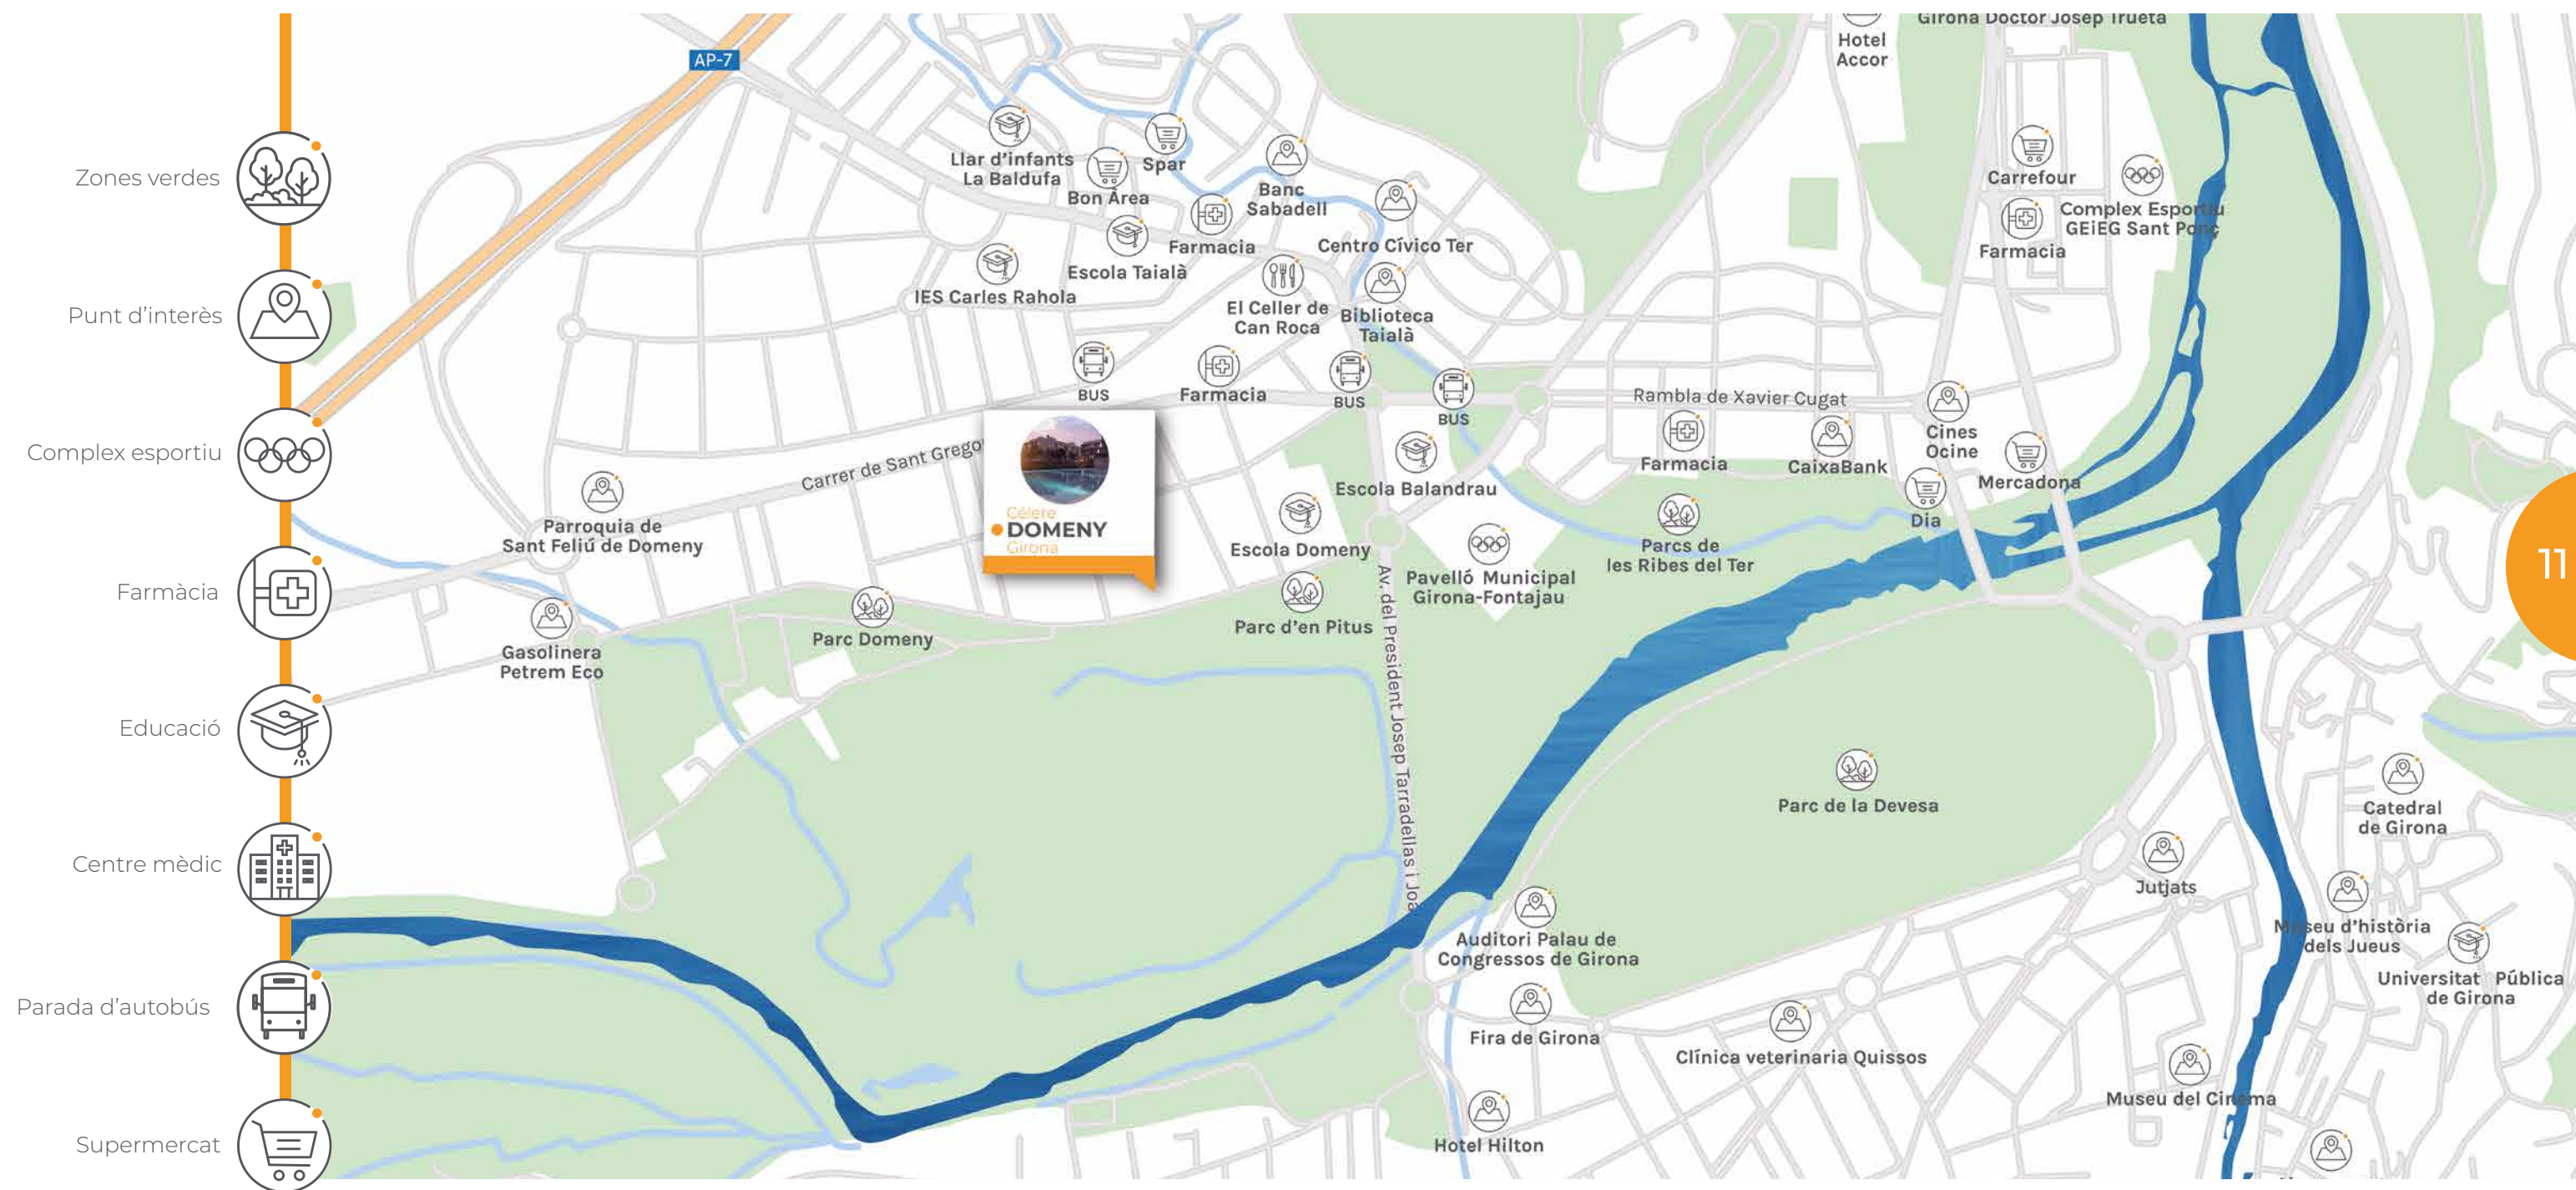 Zones verdes
Punt d'interès
Complex esportiu
Farmàcia
Educació
Centre mèdic
Parada d'autobús
Supermercat
AP-7
Girona Doctor Josep Trueta
Hotel
Accor
Llar d'infants
La Baldufa
Bon Àrea
Spar
Banc
Sabadell
Farmacia
Escola Taialà
IES Carles Rahola
Centro Cívico Ter
El Celler de
Can Roca
Biblioteca
Taialà
Carrefour
Complex Esportiu
GEiEG Sant Ponç
Farmacia
BUS
Farmacia
BUS
BUS
Rambla de Xavier Cugat
Farmacia
CaixaBank
Cines
Ocine
Mercadona
Dia
Carrer de Sant Grego
Célere
DOMENY
Girona
Parroquia de
Sant Feliú de Domeny
Escola Balandrau
Escola Domeny
Pavelló Municipal
Girona-Fontajau
Parcs de
les Ribes del Ter
Parc d'en Pitus
Parc Domeny
Gasolinera
Petrem Eco
Av. del President Josep Tarradellas i Joa
11
Parc de la Devesa
Catedral
de Girona
Jutjats
Museu d'història
dels Jueus
Universitat Pública
de Girona
Auditori Palau de
Congressos de Girona
Fira de Girona
Clínica veterinaria Quissos
Museu del Cinema
Hotel Hilton